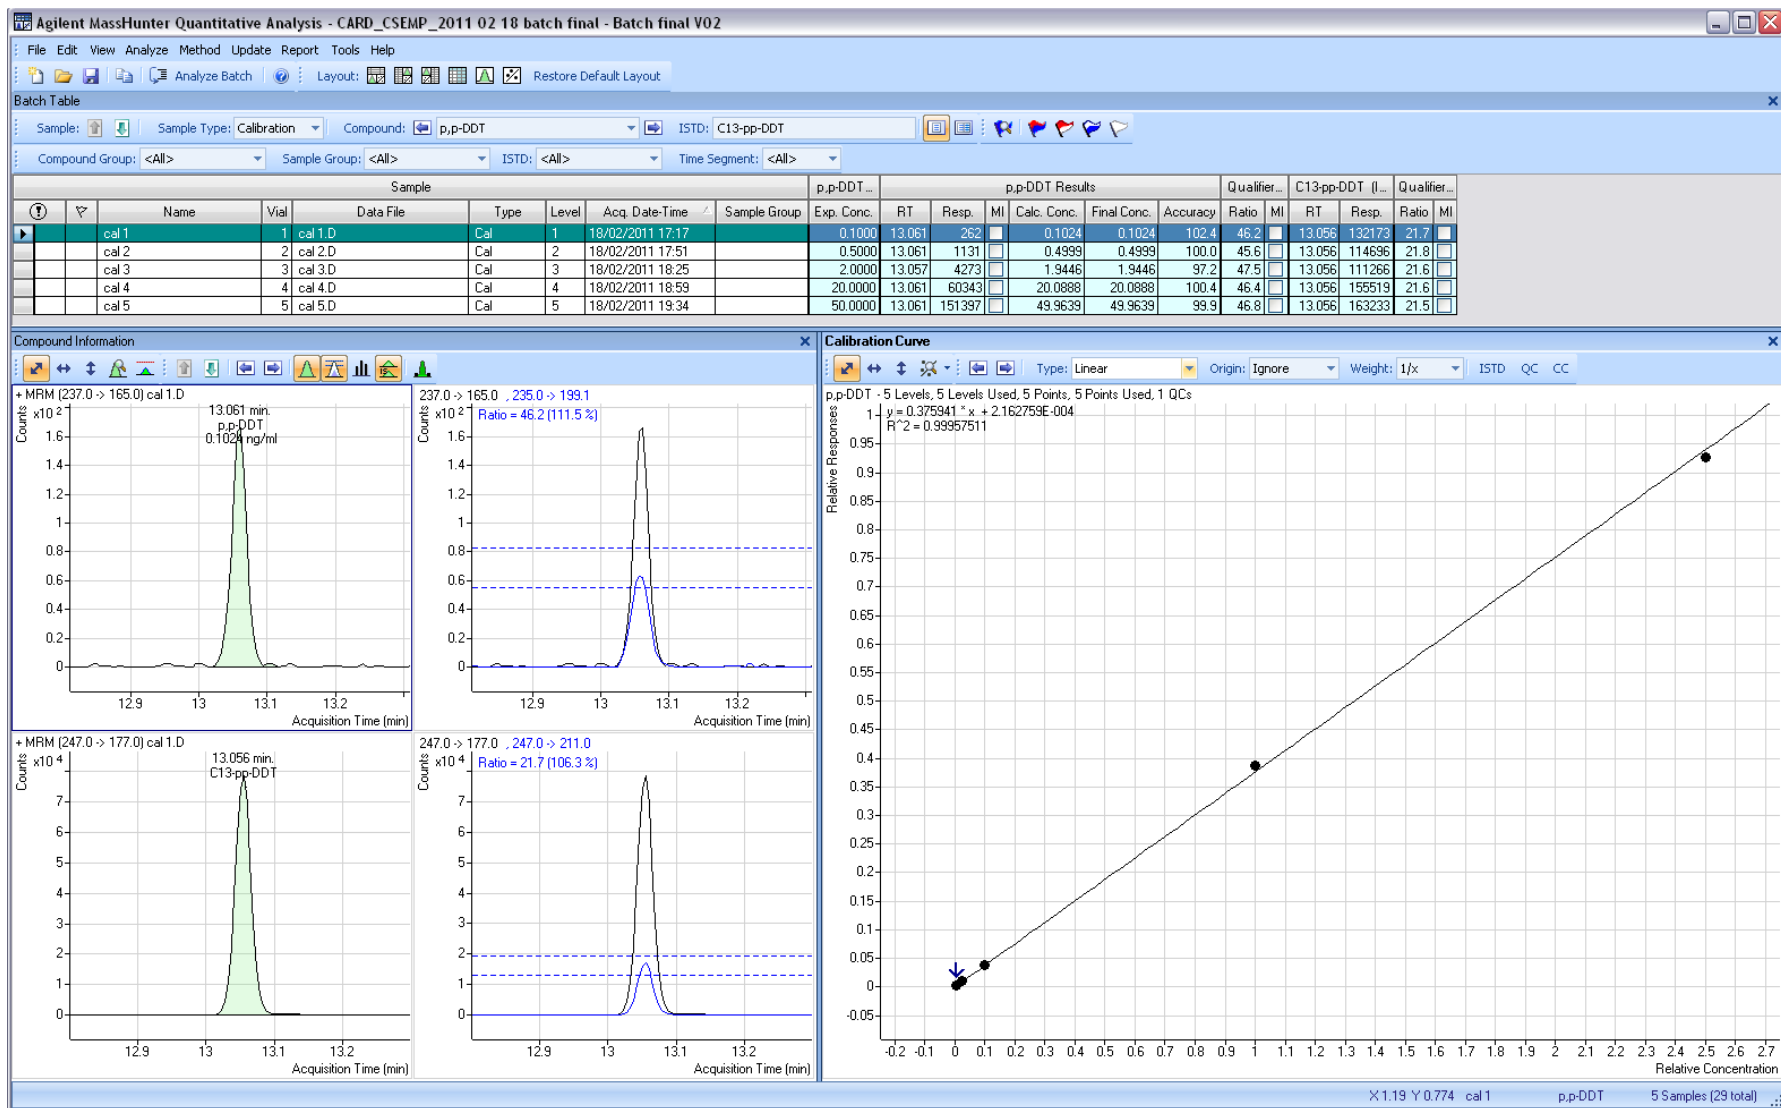 Agilent MassHunter Quantitative Analysis - CARD_CSEMP_2011 02 18 batch final - Batch final V02
File Edit View Analyze Method Update Report Tools Help
Analyze Batch Layout: Restore Default Layout
Batch Table
Sample: Sample Type: Calibration Compound: p,p-DDT ISTD: C13-pp-DDT
Compound Group: <All> Sample Group: <All> ISTD: <All> Time Segment: <All>
Sample p,p-DDT... p,p-DDT Results Qualifier... C13-pp-DDT (I... Qualifier...
Name Vial Data File Type Level Acq. Date-Time Sample Group Exp. Conc. RT Resp. MI Calc. Conc. Final Conc. Accuracy Ratio MI RT Resp. Ratio MI
cal 1 1 cal 1.D Cal 1 18/02/2011 17:17 0.1000 13.061 262 0.1024 0.1024 102.4 46.2 13.056 132173 21.7
cal 2 2 cal 2.D Cal 2 18/02/2011 17:51 0.5000 13.061 1131 0.4999 0.4999 100.0 45.6 13.056 114696 21.8
cal 3 3 cal 3.D Cal 3 18/02/2011 18:25 2.0000 13.057 4273 1.9446 1.9446 97.2 47.5 13.056 111266 21.6
cal 4 4 cal 4.D Cal 4 18/02/2011 18:59 20.0000 13.061 60343 20.0888 20.0888 100.4 46.4 13.056 155519 21.6
cal 5 5 cal 5.D Cal 5 18/02/2011 19:34 50.0000 13.061 151397 49.9639 49.9639 99.9 46.8 13.056 163233 21.5
Compound Information
+ MRM (237.0 -> 165.0) cal 1.D
Counts
x10 2
13.061 min.
p,p-DDT
0.1024 ng/ml
1.6
1.4
1.2
1
0.8
0.6
0.4
0.2
0
12.9 13 13.1 13.2
Acquisition Time (min)
237.0 -> 165.0 , 235.0 -> 199.1
Counts
x10 2
Ratio = 46.2 (111.5 %)
1.6
1.4
1.2
1
0.8
0.6
0.4
0.2
0
12.9 13 13.1 13.2
Acquisition Time (min)
+ MRM (247.0 -> 177.0) cal 1.D
Counts
x10 4
13.056 min.
C13-pp-DDT
7
6
5
4
3
2
1
0
12.9 13 13.1 13.2
Acquisition Time (min)
247.0 -> 177.0 , 247.0 -> 211.0
Counts
x10 4
Ratio = 21.7 (106.3 %)
7
6
5
4
3
2
1
0
12.9 13 13.1 13.2
Acquisition Time (min)
Calibration Curve
Type: Linear Origin: Ignore Weight: 1/x ISTD QC CC
p,p-DDT - 5 Levels, 5 Levels Used, 5 Points, 5 Points Used, 1 QCs
Relative Responses
y = 0.375941 * x + 2.162759E-004
R^2 = 0.99957511
1
0.95
0.9
0.85
0.8
0.75
0.7
0.65
0.6
0.55
0.5
0.45
0.4
0.35
0.3
0.25
0.2
0.15
0.1
0.05
0
-0.05
-0.2 -0.1 0 0.1 0.2 0.3 0.4 0.5 0.6 0.7 0.8 0.9 1 1.1 1.2 1.3 1.4 1.5 1.6 1.7 1.8 1.9 2 2.1 2.2 2.3 2.4 2.5 2.6 2.7
Relative Concentration
X 1.19 Y 0.774 cal 1 p,p-DDT 5 Samples (29 total)